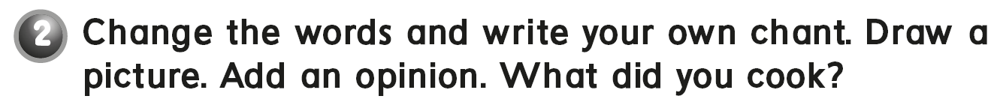 2 Change the words and write your own chant. Draw a
picture. Add an opinion. What did you cook?